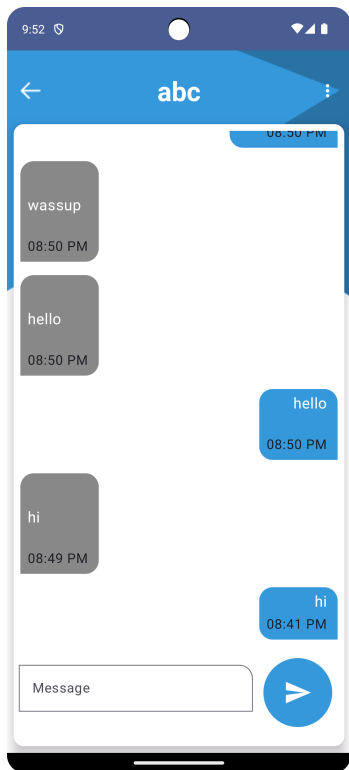 9:52
abc
08:50 PM
wassup
08:50 PM
hello
08:50 PM
hello
08:50 PM
hi
08:49 PM
hi
08:41 PM
Message